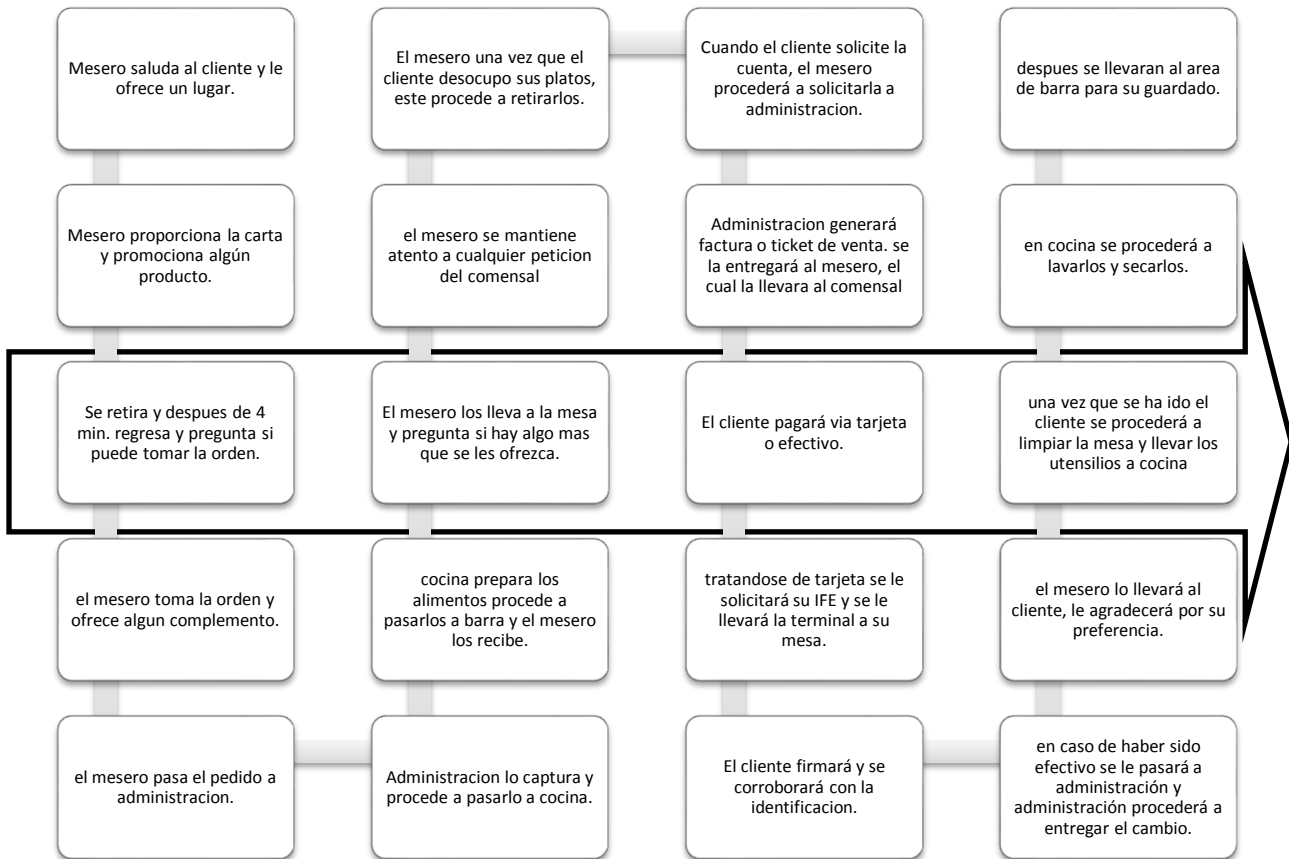 Mesero saluda al cliente y le
ofrece un lugar.
Mesero proporciona la carta
y promociona algún
producto.
Se retira y despues de 4
min. regresa y pregunta si
puede tomar la orden.
el mesero toma la orden y
ofrece algun complemento.
el mesero pasa el pedido a
administracion.
Administracion lo captura y
procede a pasarlo a cocina.
cocina prepara los
alimentos procede a
pasarlos a barra y el mesero
los recibe.
El mesero los lleva a la mesa
y pregunta si hay algo mas
que se les ofrezca.
el mesero se mantiene
atento a cualquier peticion
del comensal
El mesero una vez que el
cliente desocupo sus platos,
este procede a retirarlos.
Cuando el cliente solicite la
cuenta, el mesero
procederá a solicitarla a
administracion.
Administracion generará
factura o ticket de venta. se
la entregará al mesero, el
cual la llevara al comensal
El cliente pagará via tarjeta
o efectivo.
tratandose de tarjeta se le
solicitará su IFE y se le
llevará la terminal a su
mesa.
El cliente firmará y se
corroborará con la
identificacion.
en caso de haber sido
efectivo se le pasará a
administración y
administración procederá a
entregar el cambio.
el mesero lo llevará al
cliente, le agradecerá por su
preferencia.
una vez que se ha ido el
cliente se procederá a
limpiar la mesa y llevar los
utensilios a cocina
en cocina se procederá a
lavarlos y secarlos.
despues se llevaran al area
de barra para su guardado.